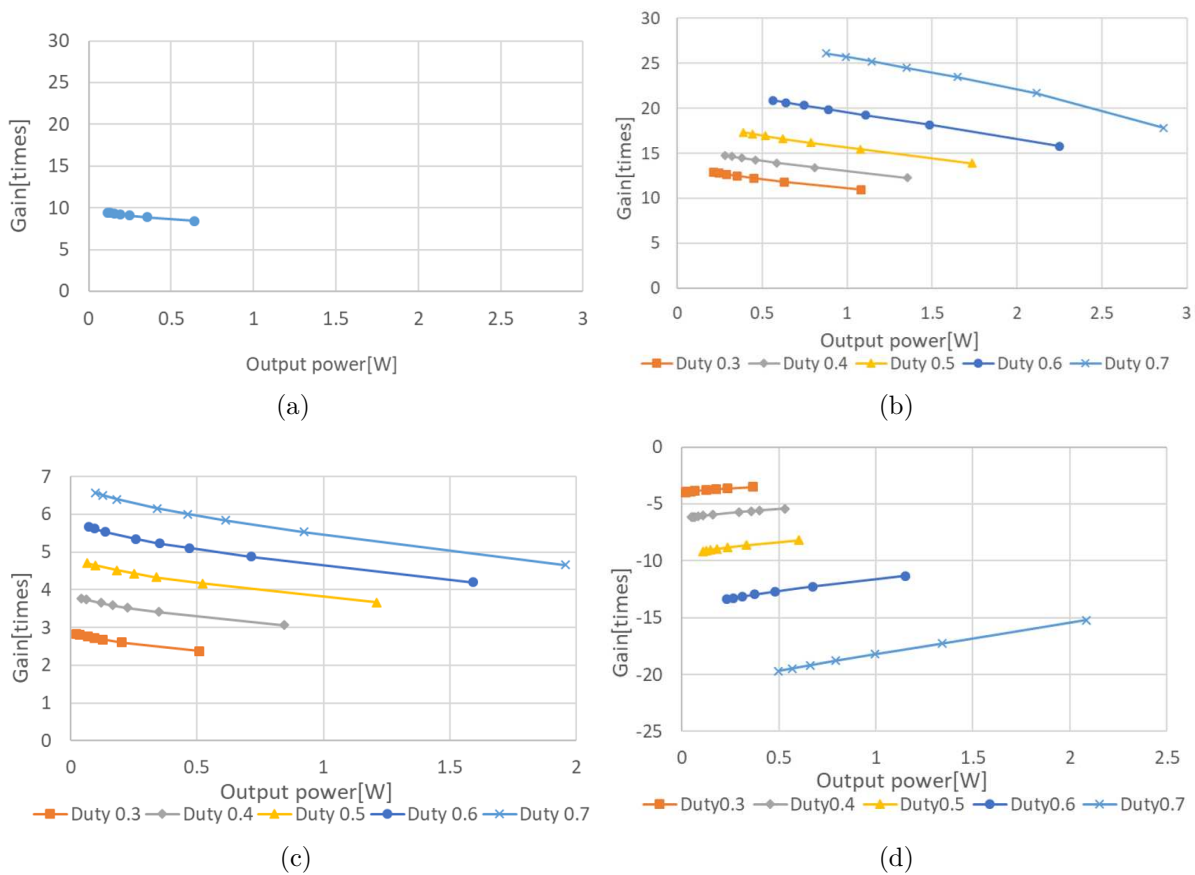 30
25
20
15
10
5
0
Gain[times]
0 0.5 1 1.5 2 2.5 3
Output power[W]
(a)
30
25
20
15
10
5
0
Gain[times]
0 0.5 1 1.5 2 2.5 3
Output power[W]
Duty 0.3 Duty 0.4 Duty 0.5 Duty 0.6 Duty 0.7
(b)
7
6
5
4
3
2
1
0
Gain[times]
0 0.5 1 1.5 2
Output power[W]
Duty 0.3 Duty 0.4 Duty 0.5 Duty 0.6 Duty 0.7
(c)
0
-5
-10
-15
-20
-25
Gain[times]
0 0.5 1 1.5 2 2.5
Output power[W]
Duty0.3 Duty0.4 Duty0.5 Duty0.6 Duty0.7
(d)